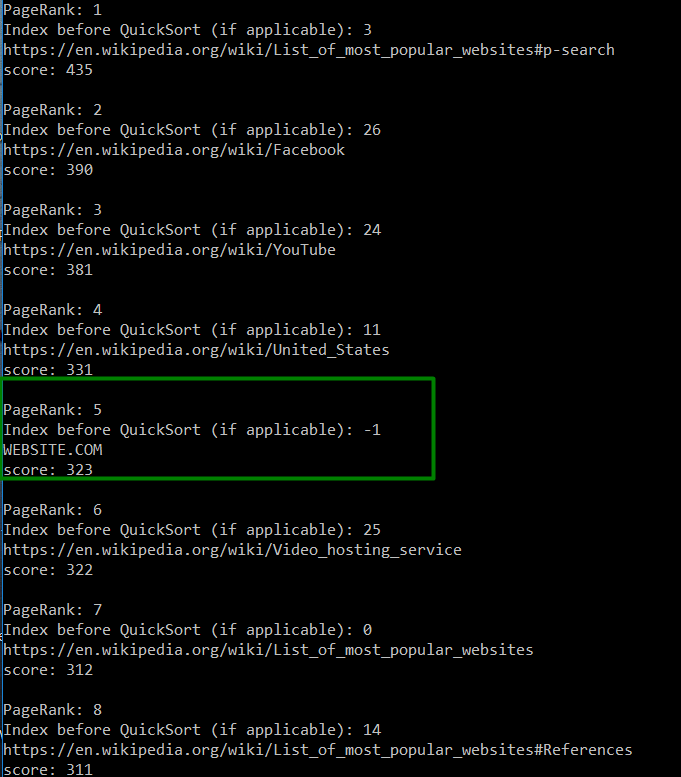 PageRank: 1
Index before QuickSort (if applicable): 3
https://en.wikipedia.org/wiki/List_of_most_popular_websites#p-search
score: 435
PageRank: 2
Index before QuickSort (if applicable): 26
https://en.wikipedia.org/wiki/Facebook
score: 390
PageRank: 3
Index before QuickSort (if applicable): 24
https://en.wikipedia.org/wiki/YouTube
score: 381
PageRank: 4
Index before QuickSort (if applicable): 11
https://en.wikipedia.org/wiki/United_States
score: 331
PageRank: 5
Index before QuickSort (if applicable): -1
WEBSITE.COM
score: 323
PageRank: 6
Index before QuickSort (if applicable): 25
https://en.wikipedia.org/wiki/Video_hosting_service
score: 322
PageRank: 7
Index before QuickSort (if applicable): 0
https://en.wikipedia.org/wiki/List_of_most_popular_websites
score: 312
PageRank: 8
Index before QuickSort (if applicable): 14
https://en.wikipedia.org/wiki/List_of_most_popular_websites#References
score: 311